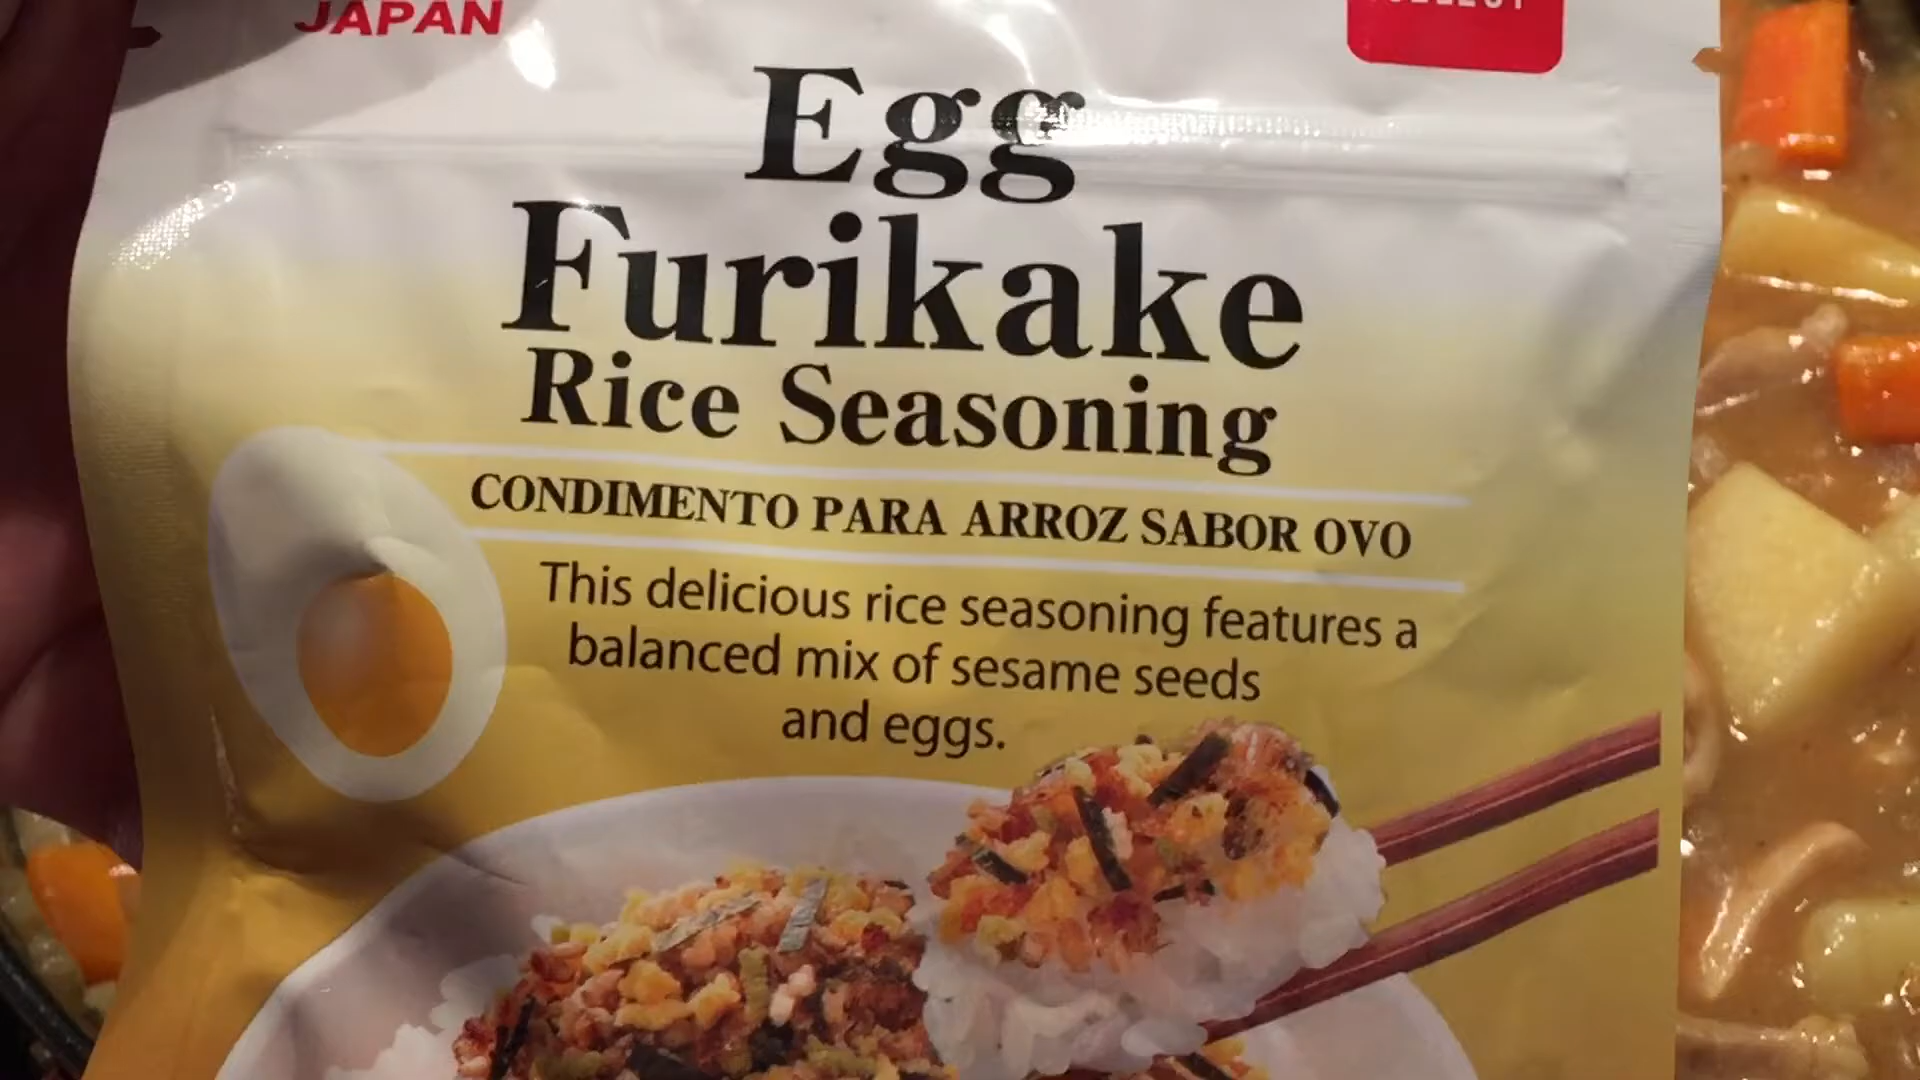 JAPAN
Egg
Furikake
Rice Seasoning
CONDIMENTO PARA ARROZ SABOR OVO
This delicious rice seasoning features a
balanced mix of sesame seeds
and eggs.